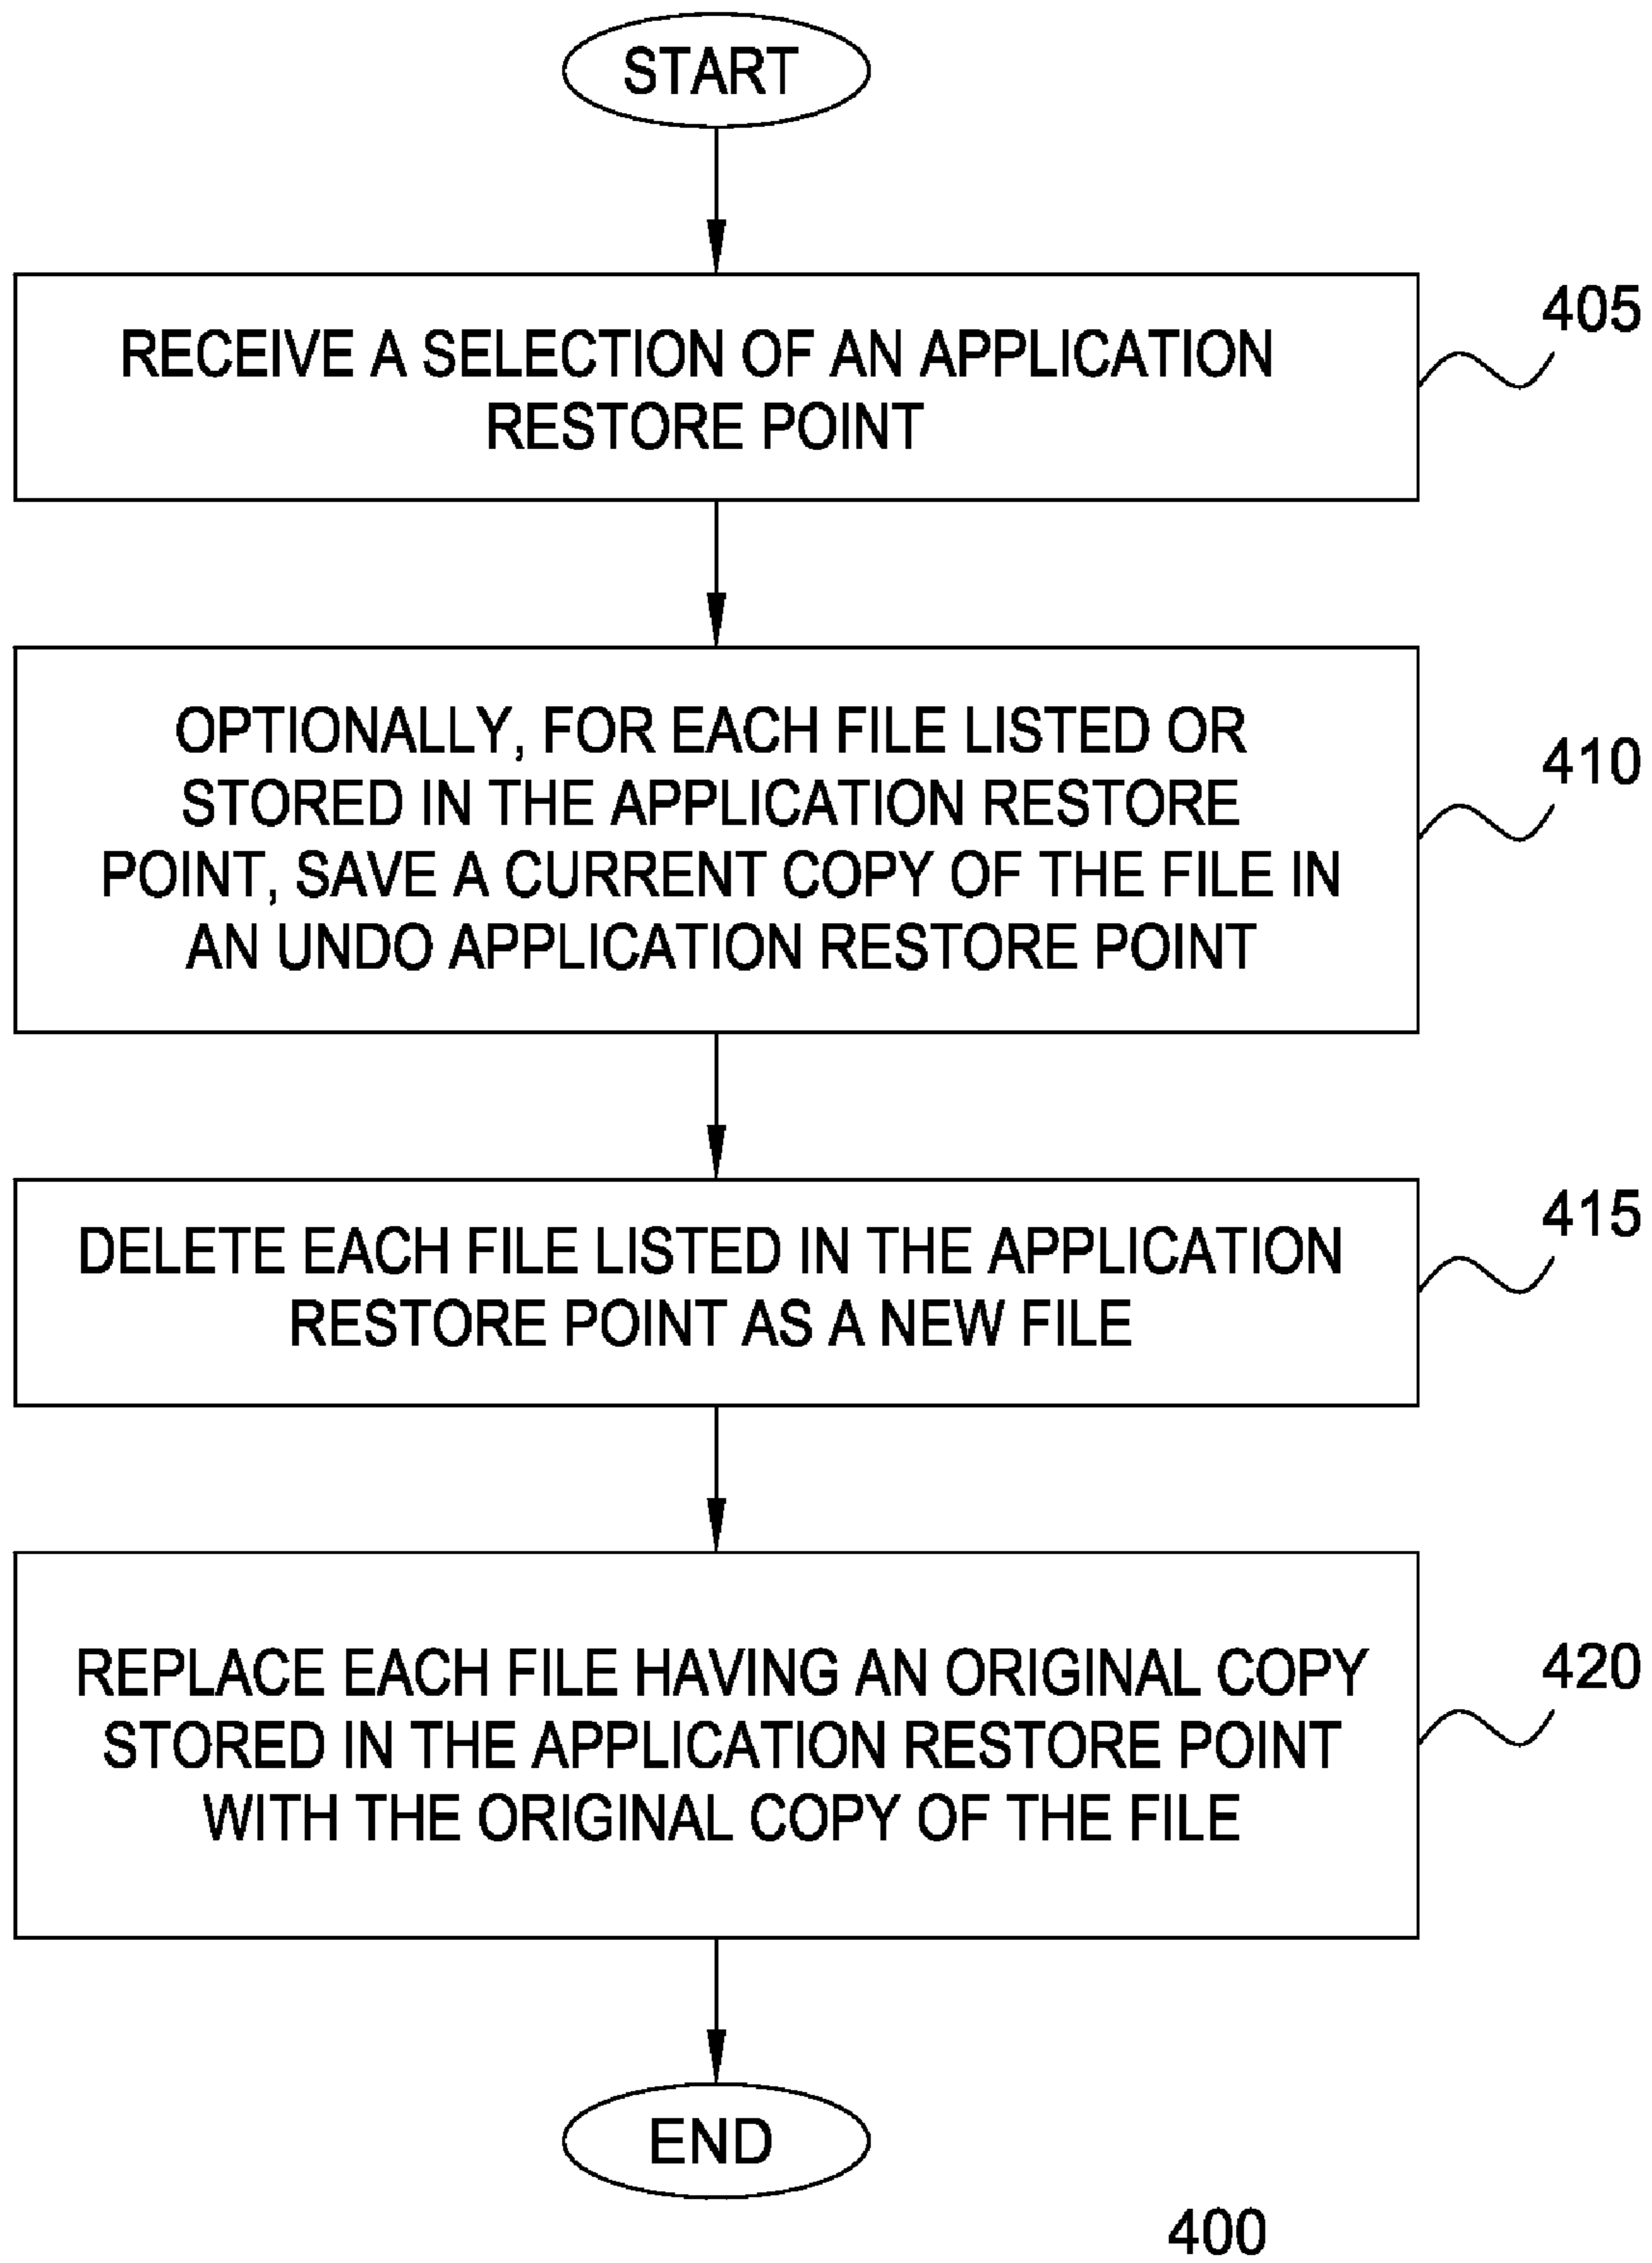 START
RECEIVE A SELECTION OF AN APPLICATION
RESTORE POINT
405
OPTIONALLY, FOR EACH FILE LISTED OR
STORED IN THE APPLICATION RESTORE
POINT, SAVE A CURRENT COPY OF THE FILE IN
AN UNDO APPLICATION RESTORE POINT
410
DELETE EACH FILE LISTED IN THE APPLICATION
RESTORE POINT AS A NEW FILE
415
REPLACE EACH FILE HAVING AN ORIGINAL COPY
STORED IN THE APPLICATION RESTORE POINT
WITH THE ORIGINAL COPY OF THE FILE
420
END
400